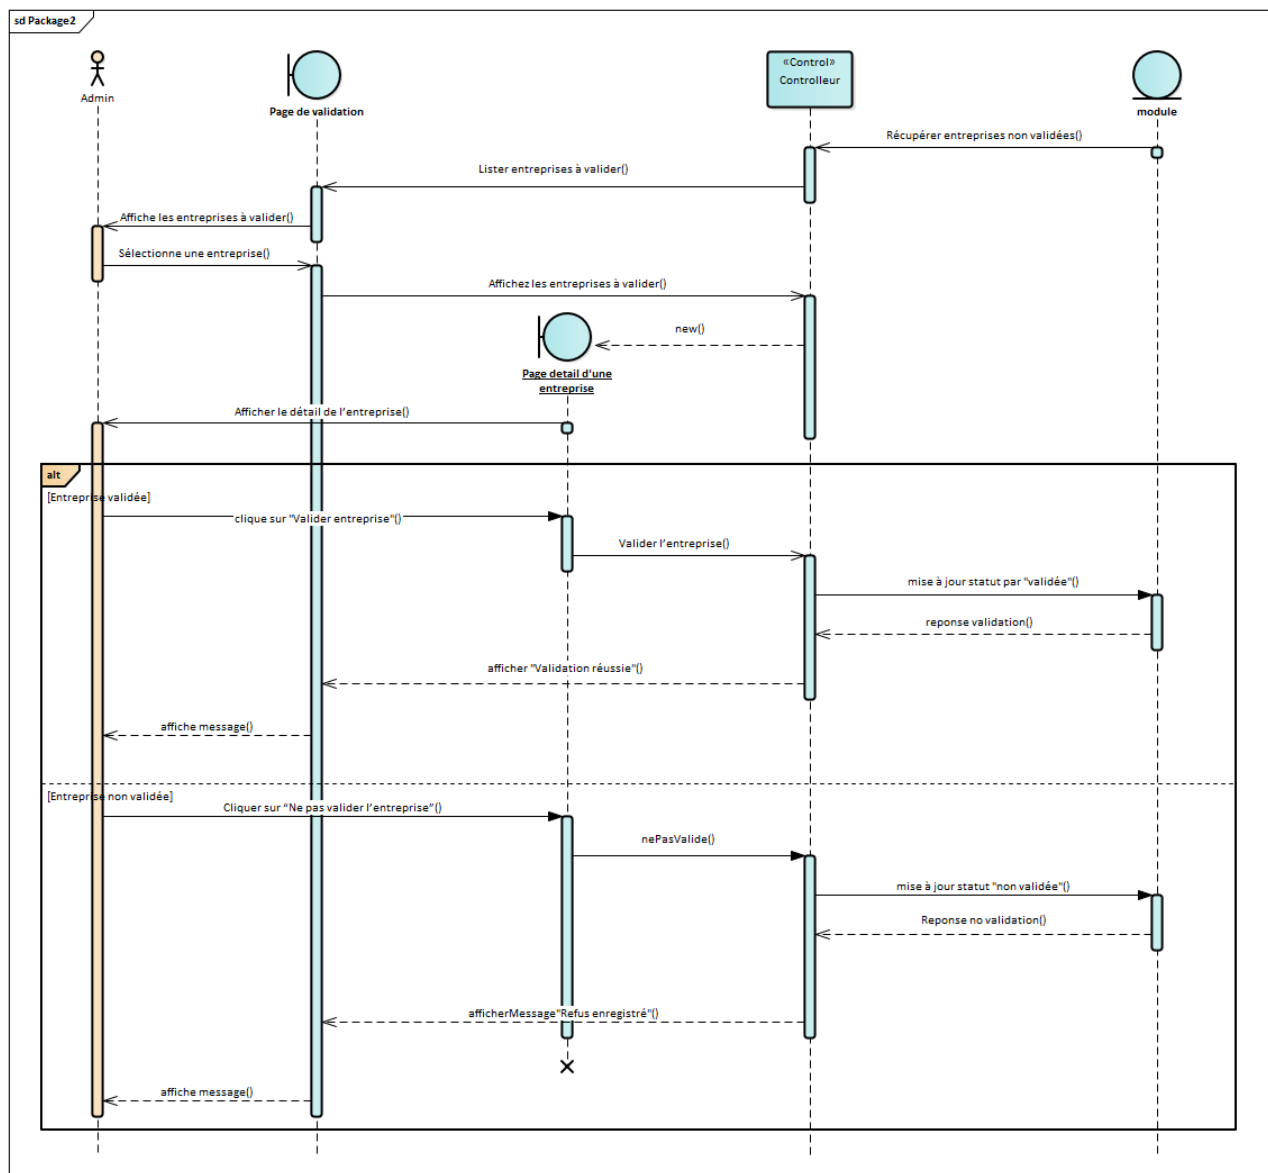 sd Package2
Admin
Page de validation
«Control»
Controlleur
module
Récupérer entreprises non validées()
Lister entreprises à valider()
Affiche les entreprises à valider()
Sélectionne une entreprise()
Affichez les entreprises à valider()
new()
Page detail d'une
entreprise
Afficher le détail de l'entreprise()
alt
[Entreprise validée]
clique sur "Valider entreprise"()
Valider l'entreprise()
mise à jour statut par "validée"()
reponse validation()
afficher "Validation réussie"()
affiche message()
[Entreprise non validée]
Cliquer sur “Ne pas valider l'entreprise”()
nePasValide()
mise à jour statut "non validée"()
Reponse no validation()
afficherMessage"Refus enregistré"()
affiche message()